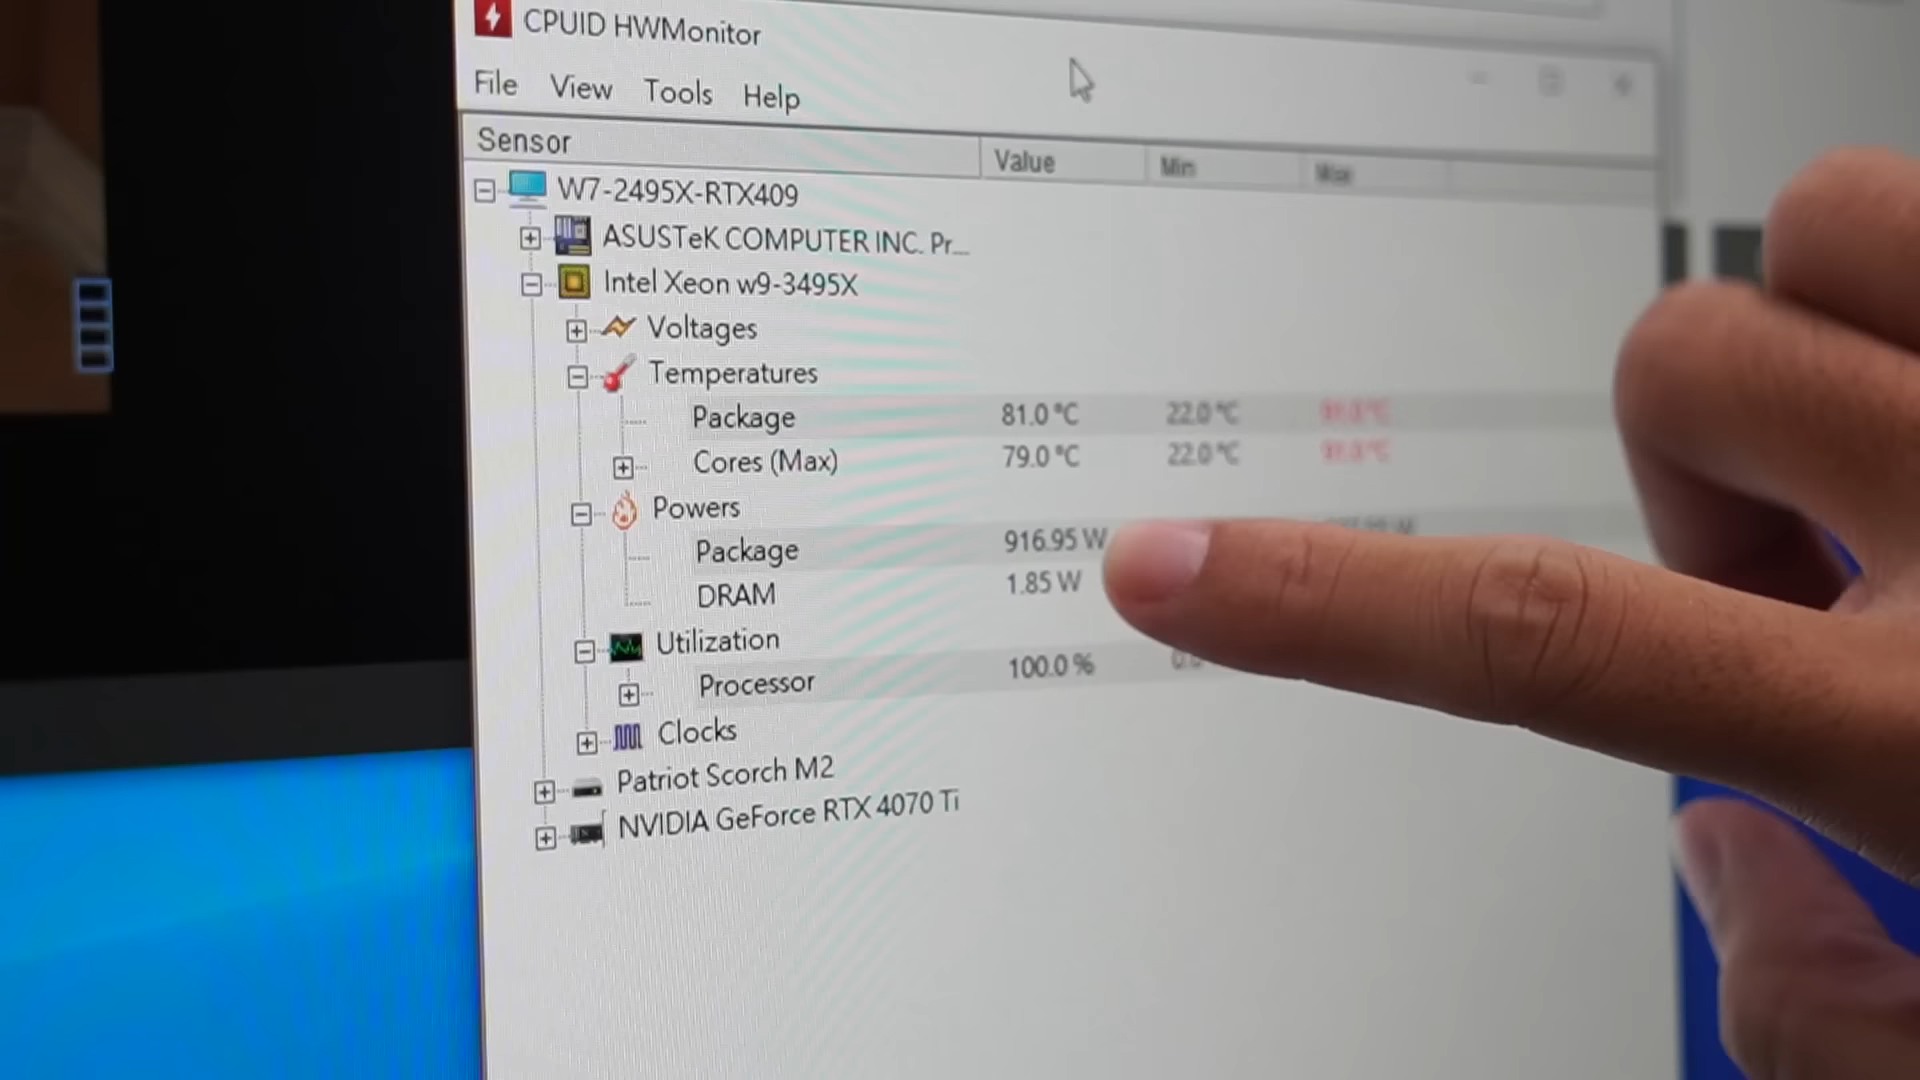 CPUID HWMonitor
File View Tools Help
Sensor Value Min Max
W7-2495X-RTX409
ASUSTeK COMPUTER INC. Pr...
Intel Xeon w9-3495X
Voltages
Temperatures
Package 81.0 °C 22.0 °C
Cores (Max) 79.0 °C 22.0 °C
Powers
Package 916.95 W
DRAM 1.85 W
Utilization
Processor 100.0 %
Clocks
Patriot Scorch M2
NVIDIA GeForce RTX 4070 Ti